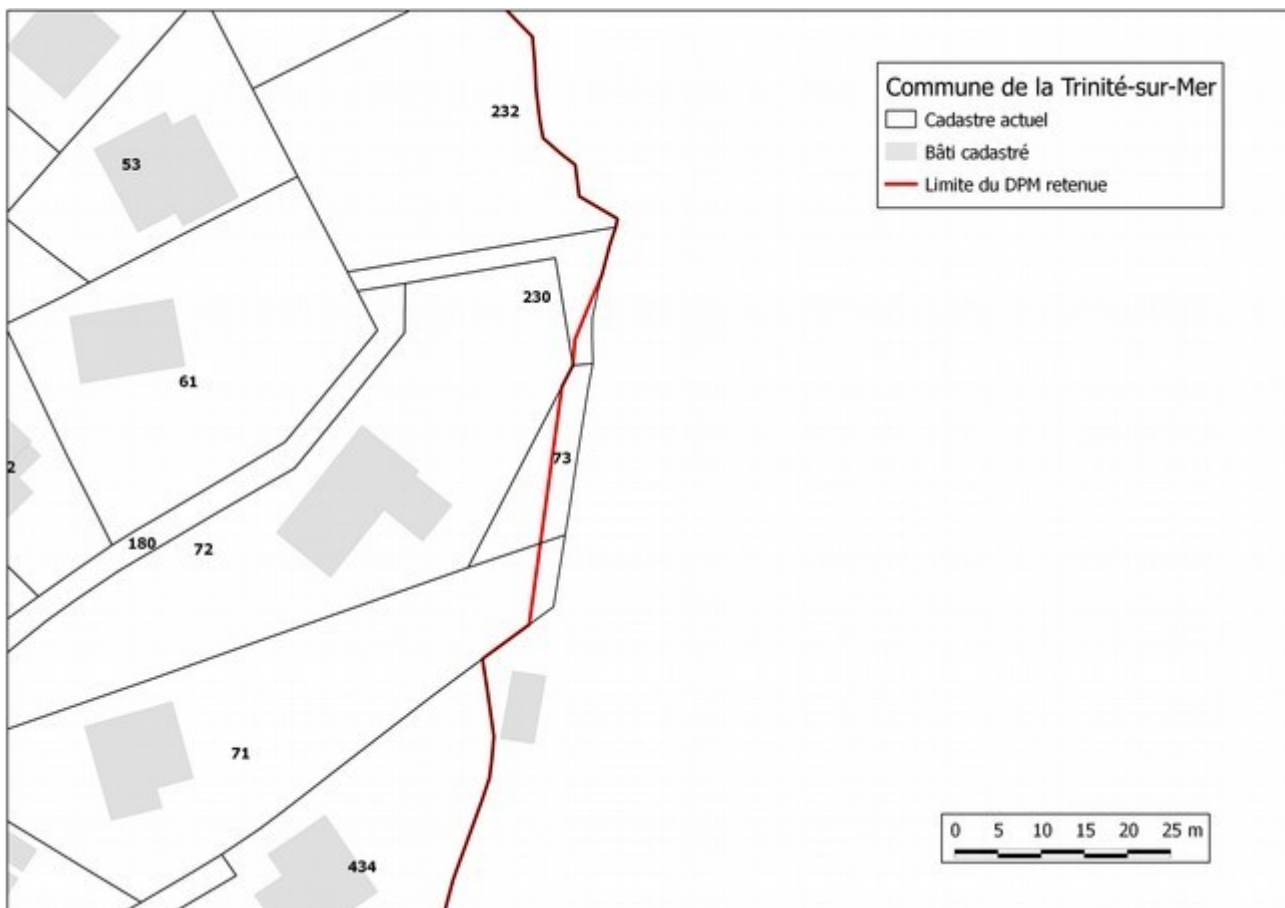 Commune de la Trinité-sur-Mer
Cadastre actuel
Bâti cadastré
Limite du DPM retenue
232
53
230
61
2
73
180
72
71
434
0 5 10 15 20 25 m